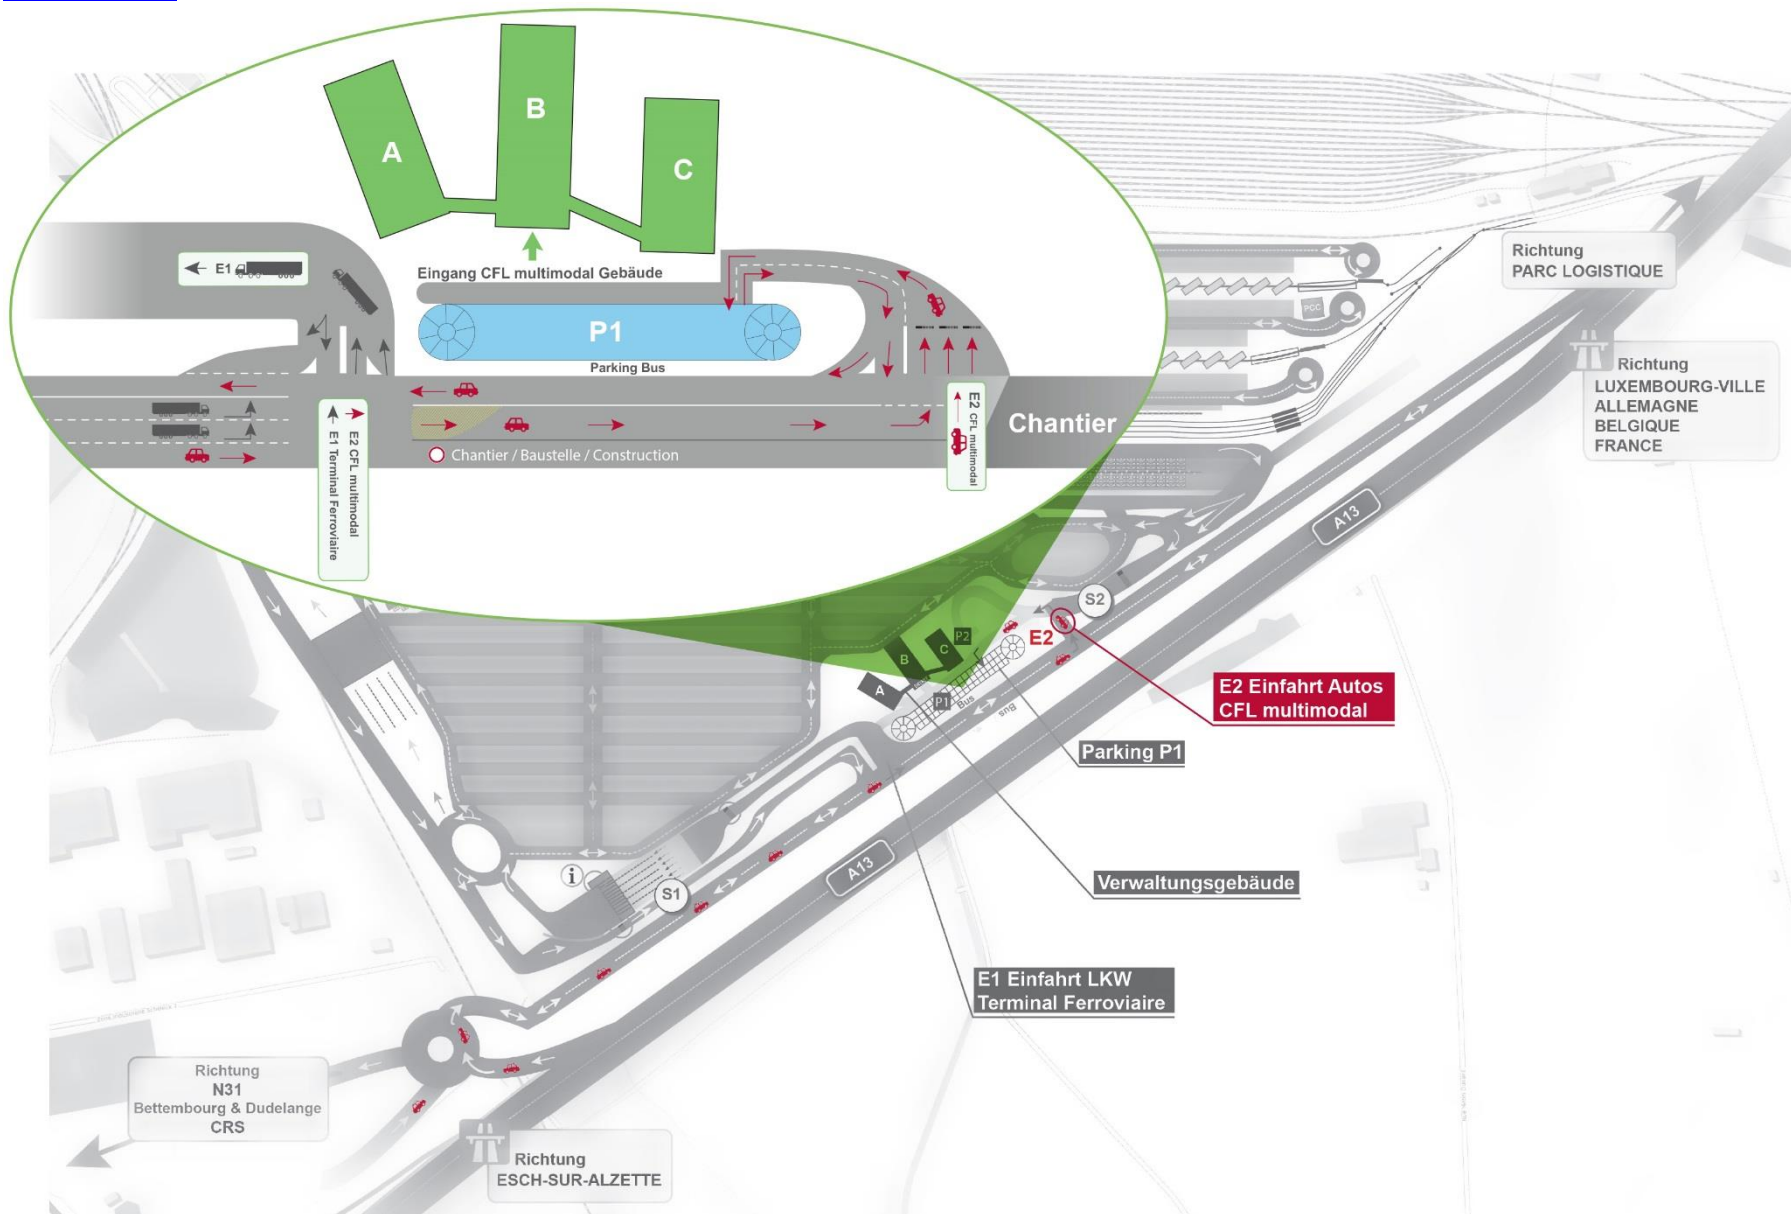 A
B
C
E1
Eingang CFL multimodal Gebäude
P1
Parking Bus
E2 CFL multimodal
E1 Terminal Ferroviaire
E2 CFL multimodal
Chantier
Chantier / Baustelle / Construction
Richtung
PARC LOGISTIQUE
PCC
Richtung
LUXEMBOURG-VILLE
ALLEMAGNE
BELGIQUE
FRANCE
A13
S2
E2
P2
C
B
A
P1
Bus
Bus
E2 Einfahrt Autos
CFL multimodal
Parking P1
A13
Verwaltungsgebäude
i
S1
E1 Einfahrt LKW
Terminal Ferroviaire
Richtung
N31
Bettembourg & Dudelange
CRS
Richtung
ESCH-SUR-ALZETTE